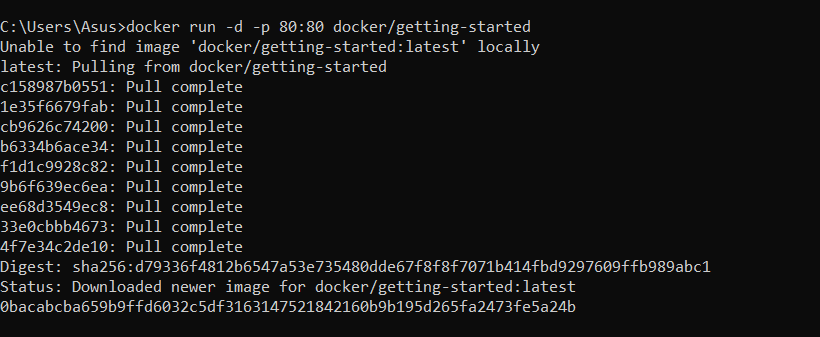 C:\Users\Asus>docker run -d -p 80:80 docker/getting-started
Unable to find image 'docker/getting-started:latest' locally
latest: Pulling from docker/getting-started
c158987b0551: Pull complete
1e35f6679fab: Pull complete
cb9626c74200: Pull complete
b6334b6ace34: Pull complete
f1d1c9928c82: Pull complete
9b6f639ec6ea: Pull complete
ee68d3549ec8: Pull complete
33e0cbbb4673: Pull complete
4f7e34c2de10: Pull complete
Digest: sha256:d79336f4812b6547a53e735480dde67f8f8f7071b414fbd9297609ffb989abc1
Status: Downloaded newer image for docker/getting-started:latest
0bacabcba659b9ffd6032c5df3163147521842160b9b195d265fa2473fe5a24b